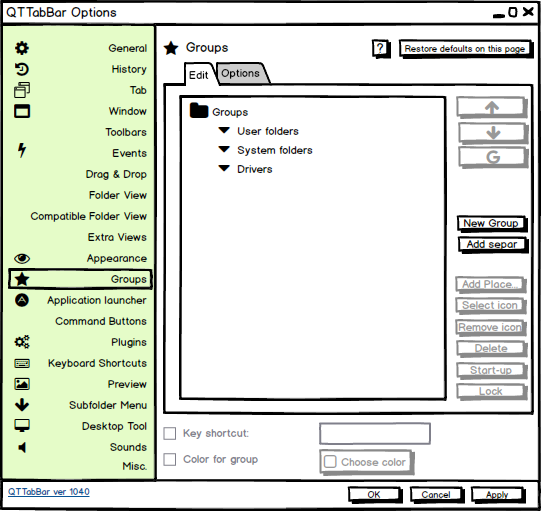 QTTabBar Options
General
History
Tab
Window
Toolbars
Events
Drag & Drop
Folder View
Compatible Folder View
Extra Views
Appearance
Groups
Application launcher
Command Buttons
Plugins
Keyboard Shortcuts
Preview
Subfolder Menu
Desktop Tool
Sounds
Misc.
QTTabBar ver 1040
Groups
?
Restore defaults on this page
Edit
Options
Groups
User folders
System folders
Drivers
G
New Group
Add separ
Add Place...
Select icon
Remove icon
Delete
Start-up
Lock
Key shortcut:
Color for group
Choose color
OK
Cancel
Apply